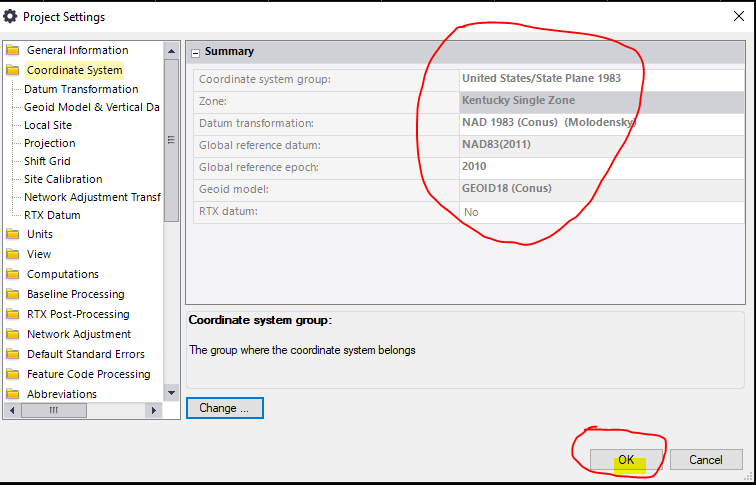 Project Settings
General Information
Coordinate System
Datum Transformation
Geoid Model & Vertical Da
Local Site
Projection
Shift Grid
Site Calibration
Network Adjustment Transf
RTX Datum
Units
View
Computations
Baseline Processing
RTX Post-Processing
Network Adjustment
Default Standard Errors
Feature Code Processing
Abbreviations
Summary
Coordinate system group: United States/State Plane 1983
Zone: Kentucky Single Zone
Datum transformation: NAD 1983 (Conus) (Molodensky)
Global reference datum: NAD83(2011)
Global reference epoch: 2010
Geoid model: GEOID18 (Conus)
RTX datum: No
Coordinate system group:
The group where the coordinate system belongs
Change ...
OK Cancel